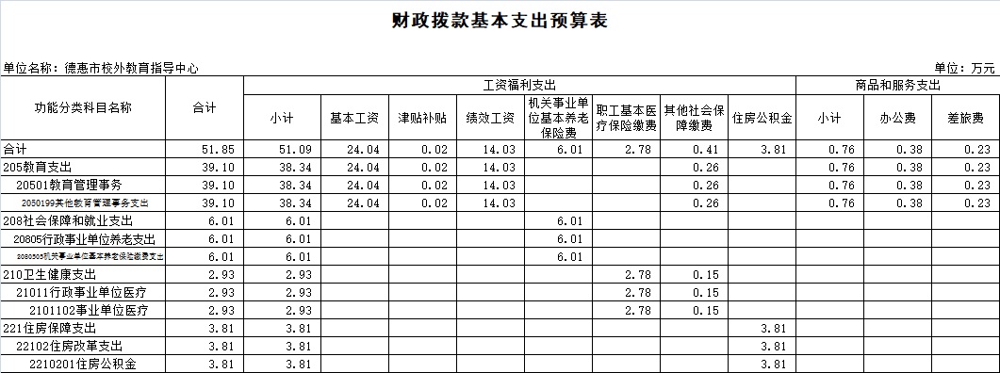 财政拨款基本支出预算表
单位名称：德惠市校外教育指导中心 单位：万元
功能分类科目名称 合计 工资福利支出 商品和服务支出
小计 基本工资 津贴补贴 绩效工资 机关事业单位基本养老保险费 职工基本医疗保险缴费 其他社会保障缴费 住房公积金 小计 办公费 差旅费
合计 51.85 51.09 24.04 0.02 14.03 6.01 2.78 0.41 3.81 0.76 0.38 0.23
205教育支出 39.10 38.34 24.04 0.02 14.03 0.26 0.76 0.38 0.23
20501教育管理事务 39.10 38.34 24.04 0.02 14.03 0.26 0.76 0.38 0.23
2050199其他教育管理事务支出 39.10 38.34 24.04 0.02 14.03 0.26 0.76 0.38 0.23
208社会保障和就业支出 6.01 6.01 6.01
20805行政事业单位养老支出 6.01 6.01 6.01
2080505机关事业单位基本养老保险缴费支出 6.01 6.01 6.01
210卫生健康支出 2.93 2.93 2.78 0.15
21011行政事业单位医疗 2.93 2.93 2.78 0.15
2101102事业单位医疗 2.93 2.93 2.78 0.15
221住房保障支出 3.81 3.81 3.81
22102住房改革支出 3.81 3.81 3.81
2210201住房公积金 3.81 3.81 3.81